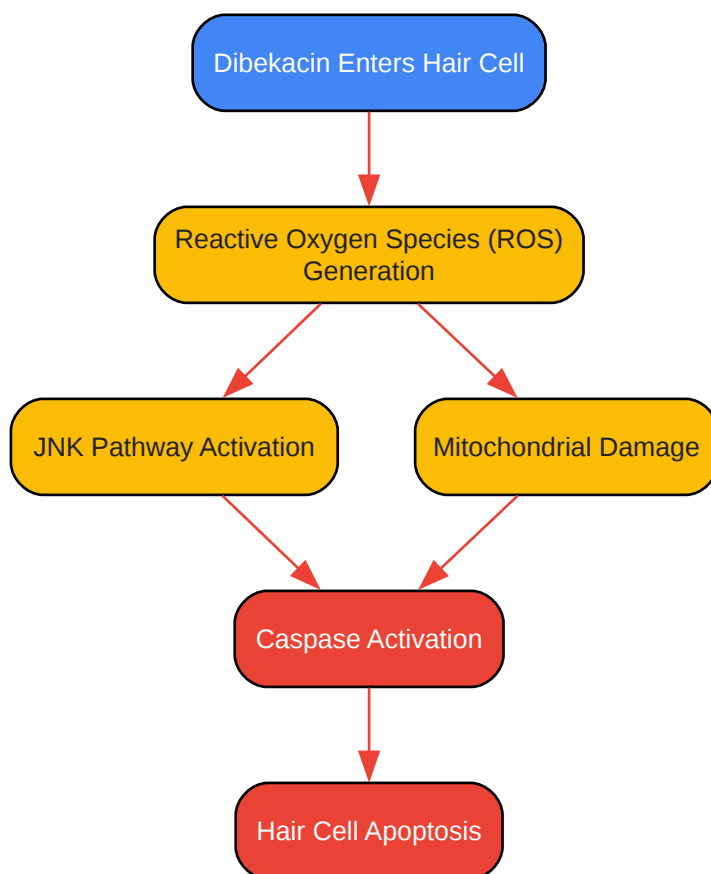 Dibekacin Enters Hair Cell
Reactive Oxygen Species (ROS)
Generation
JNK Pathway Activation
Mitochondrial Damage
Caspase Activation
Hair Cell Apoptosis